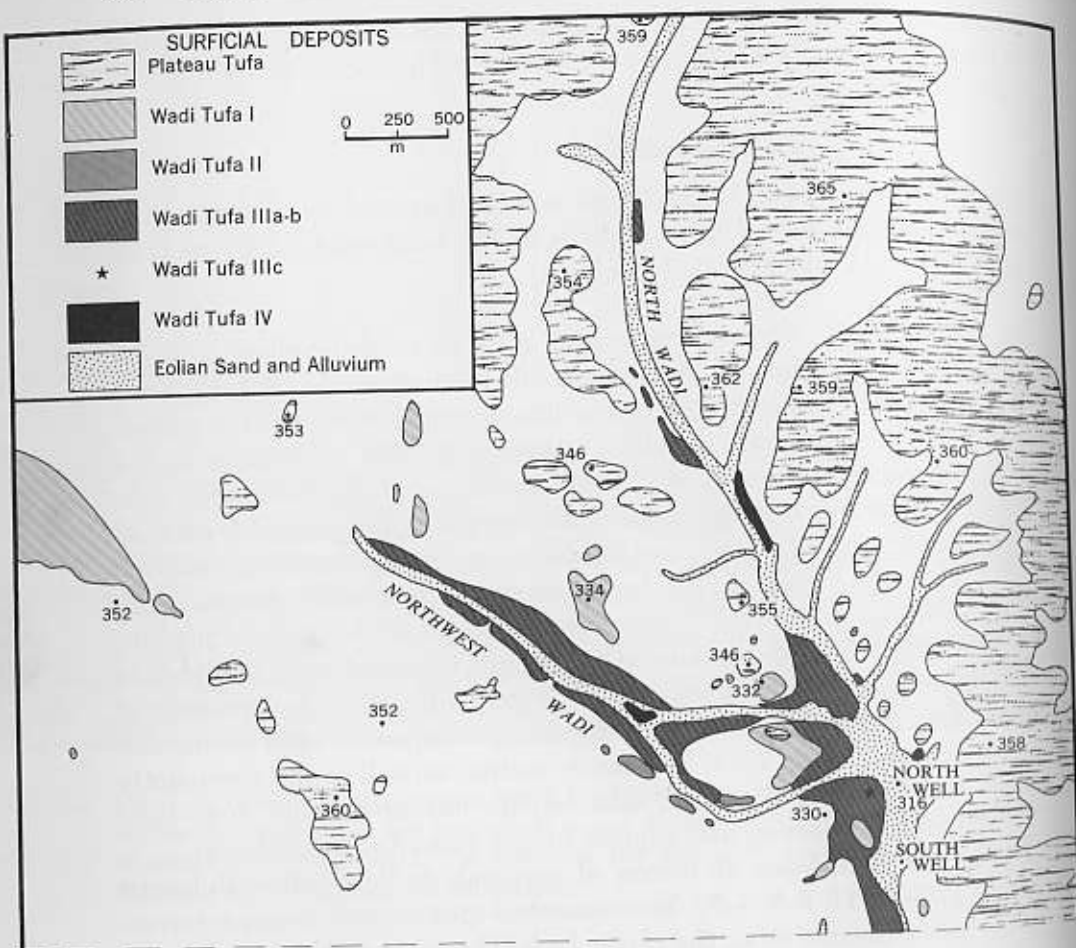 SURFICIAL DEPOSITS
Plateau Tufa
Wadi Tufa I
Wadi Tufa II
Wadi Tufa IIIa-b
Wadi Tufa IIIc
Wadi Tufa IV
Eolian Sand and Alluvium
0 250 500
m
359
365
354
NORTH
WADI
362
359
353
346
360
334
352
NORTHWEST
WADI
355
346
332
352
358
NORTH
WELL
316
360
330
SOUTH
WELL